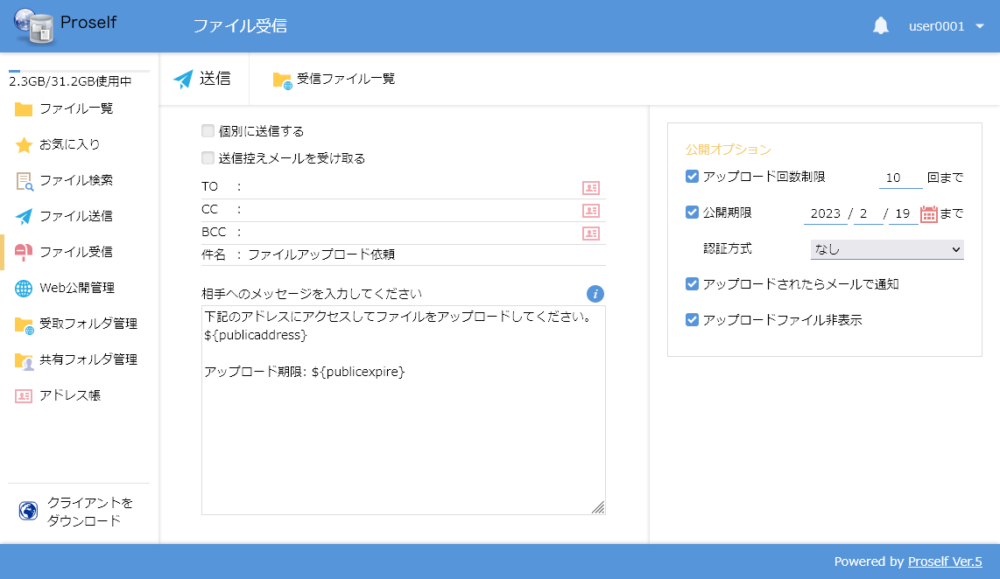 Proself
ファイル受信
user0001
2.3GB/31.2GB使用中
ファイル一覧
お気に入り
ファイル検索
ファイル送信
ファイル受信
Web公開管理
受取フォルダ管理
共有フォルダ管理
アドレス帳
クライアントを
ダウンロード
送信
受信ファイル一覧
個別に送信する
送信控えメールを受け取る
TO :
CC :
BCC :
件名 : ファイルアップロード依頼
相手へのメッセージを入力してください
i
下記のアドレスにアクセスしてファイルをアップロードしてください。
${publicaddress}
アップロード期限: ${publicexpire}
公開オプション
アップロード回数制限 10 回まで
公開期限 2023 / 2 / 19 まで
認証方式 なし
アップロードされたらメールで通知
アップロードファイル非表示
Powered by Proself Ver.5